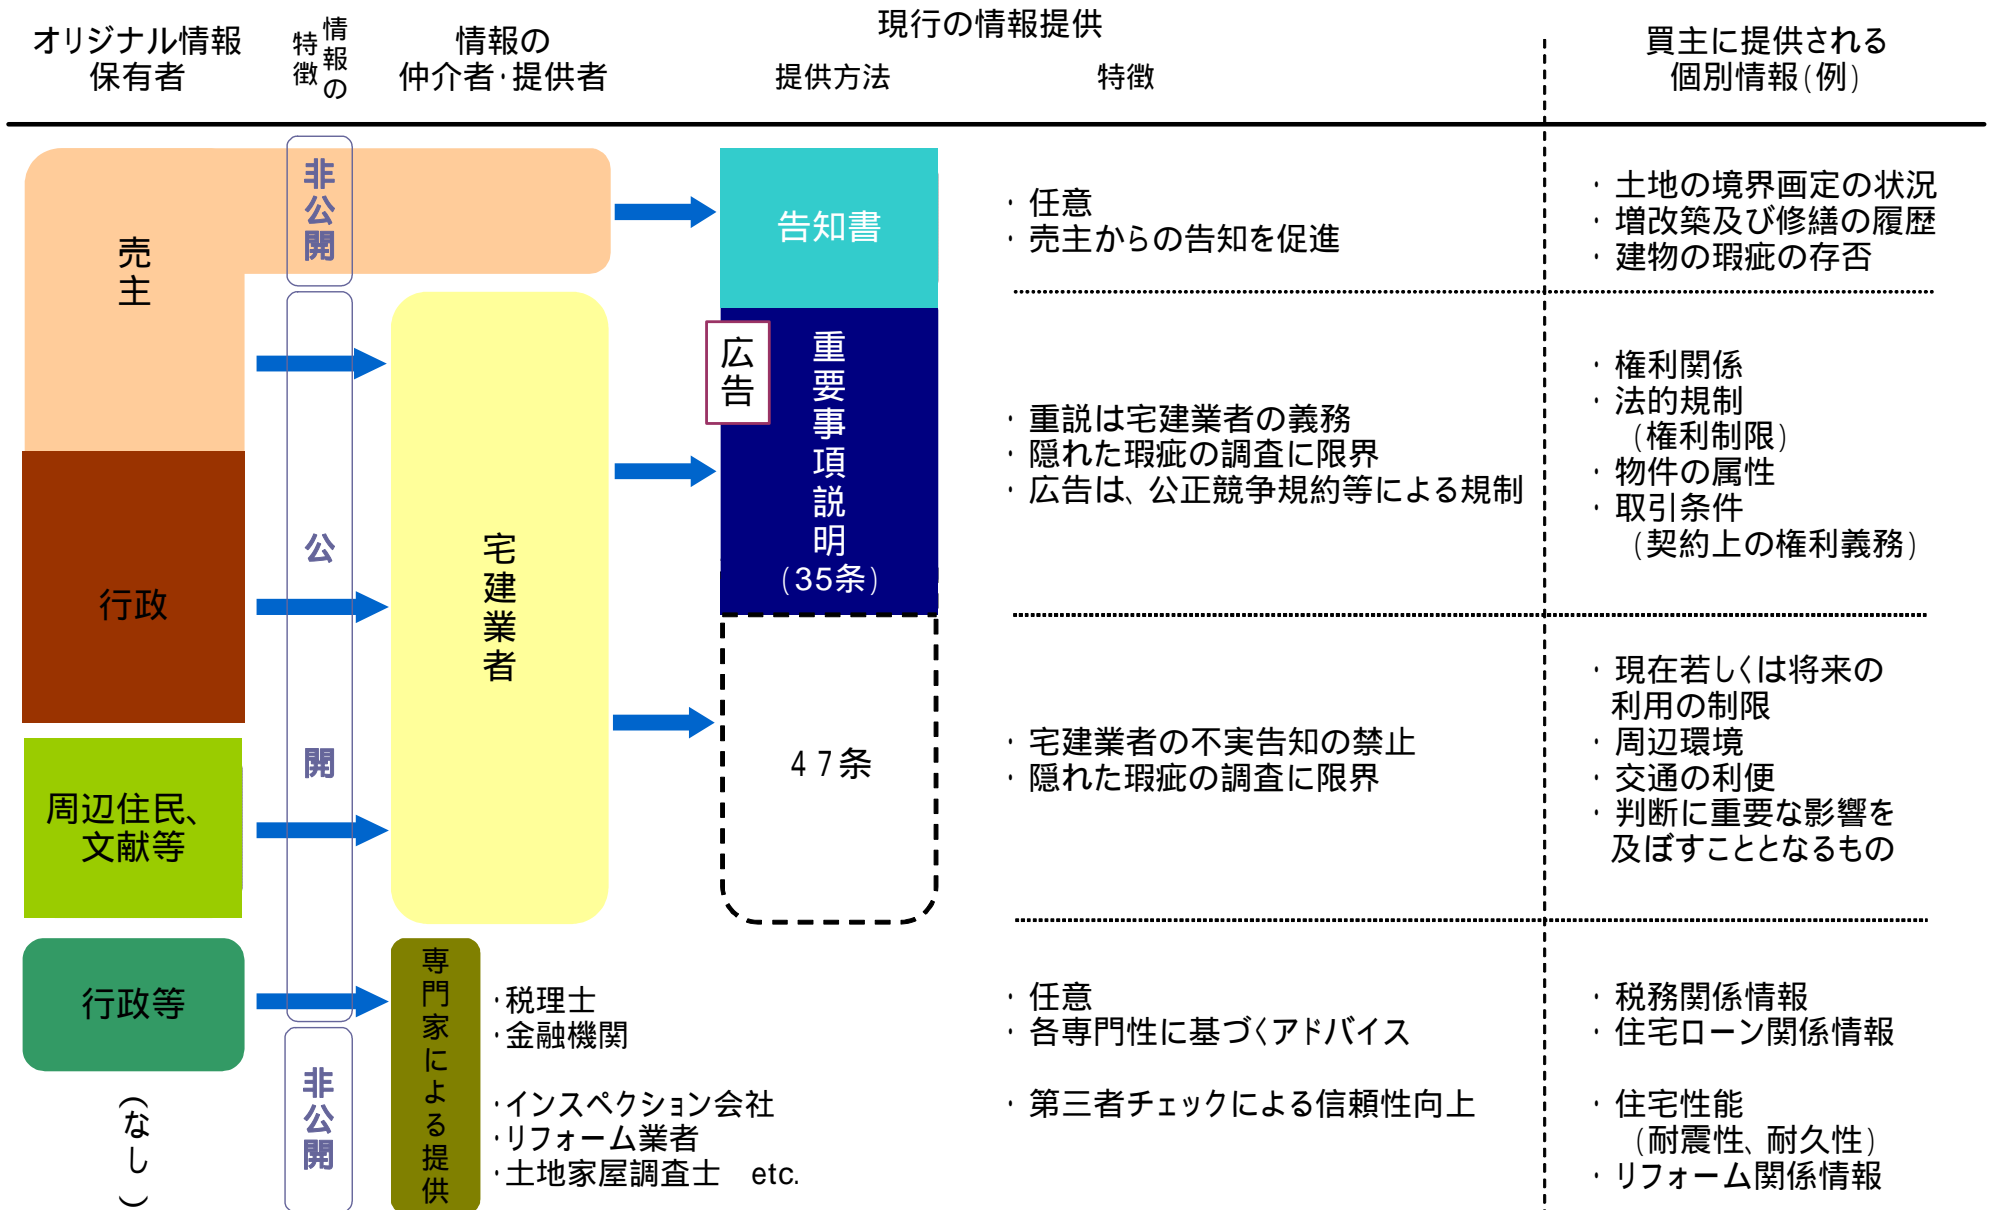 現行の情報提供
オリジナル情報
保有者
情報の
特徴
情報の
仲介者・提供者
提供方法
特徴
買主に提供される
個別情報(例)
売主
非公開
告知書
・任意
・売主からの告知を促進
・土地の境界画定の状況
・増改築及び修繕の履歴
・建物の瑕疵の存否
行政
周辺住民、
文献等
公開
宅建業者
広告
重要事項説明
(35条)
・重説は宅建業者の義務
・隠れた瑕疵の調査に限界
・広告は、公正競争規約等による規制
・権利関係
・法的規制
(権利制限)
・物件の属性
・取引条件
(契約上の権利義務)
47条
・宅建業者の不実告知の禁止
・隠れた瑕疵の調査に限界
・現在若しくは将来の
利用の制限
・周辺環境
・交通の利便
・判断に重要な影響を
及ぼすこととなるもの
行政等
専門家による提供
・税理士
・金融機関
・任意
・各専門性に基づくアドバイス
・税務関係情報
・住宅ローン関係情報
(なし)
非公開
・インスペクション会社
・リフォーム業者
・土地家屋調査士 etc.
・第三者チェックによる信頼性向上
・住宅性能
(耐震性、耐久性)
・リフォーム関係情報